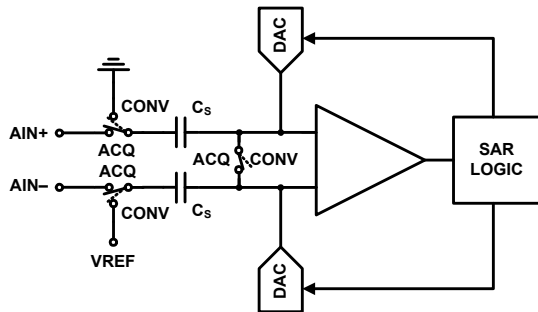 DAC
CONV
AIN+
CS
ACQ
ACQ
ACQ
CONV
SAR
LOGIC
AIN–
CONV
CS
VREF
DAC